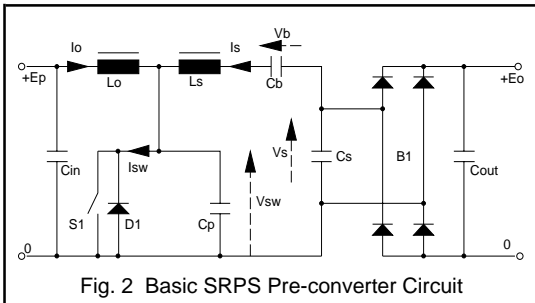 Io
Is
Vb
+Ep
Lo
Ls
Cb
+Eo
Cin
Isw
Vs
Cs
B1
Cout
S1
D1
Cp
Vsw
0
0
Fig. 2 Basic SRPS Pre-converter Circuit